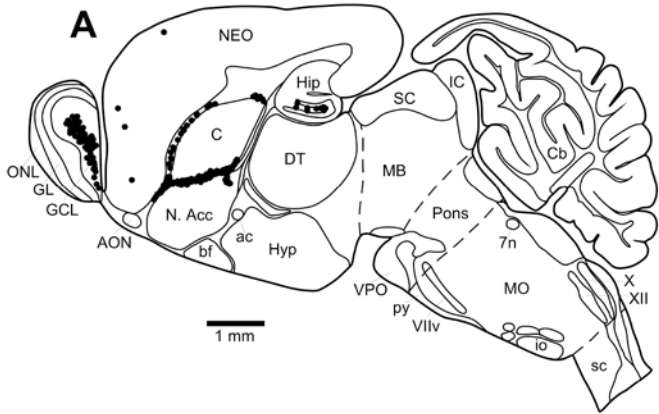 A
NEO
Hip
SC
IC
C
DT
Cb
ONL
GL
GCL
MB
N. Acc
Pons
AON
ac
bf
Hyp
7n
VPO
py
VIIv
MO
X
XII
io
sc
1 mm